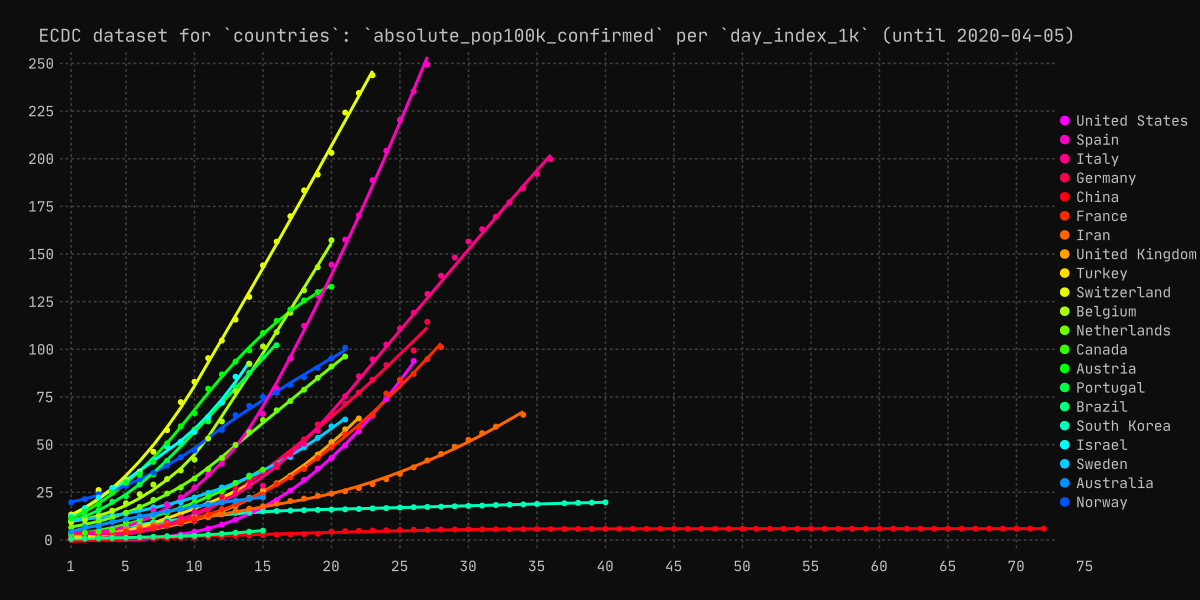 ECDC dataset for `countries`: `absolute_pop100k_confirmed` per `day_index_1k` (until 2020-04-05)
250
225
200
175
150
125
100
75
50
25
0
1 5 10 15 20 25 30 35 40 45 50 55 60 65 70 75
United States
Spain
Italy
Germany
China
France
Iran
United Kingdom
Turkey
Switzerland
Belgium
Netherlands
Canada
Austria
Portugal
Brazil
South Korea
Israel
Sweden
Australia
Norway